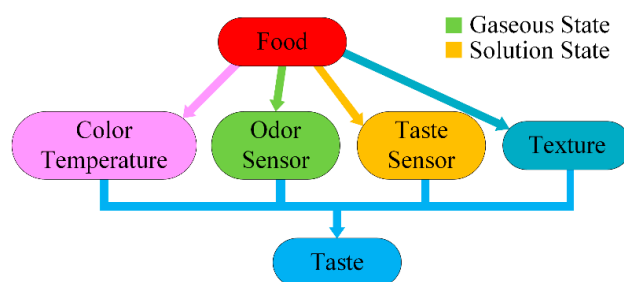 Food
Gaseous State
Solution State
Color
Temperature
Odor
Sensor
Taste
Sensor
Texture
Taste